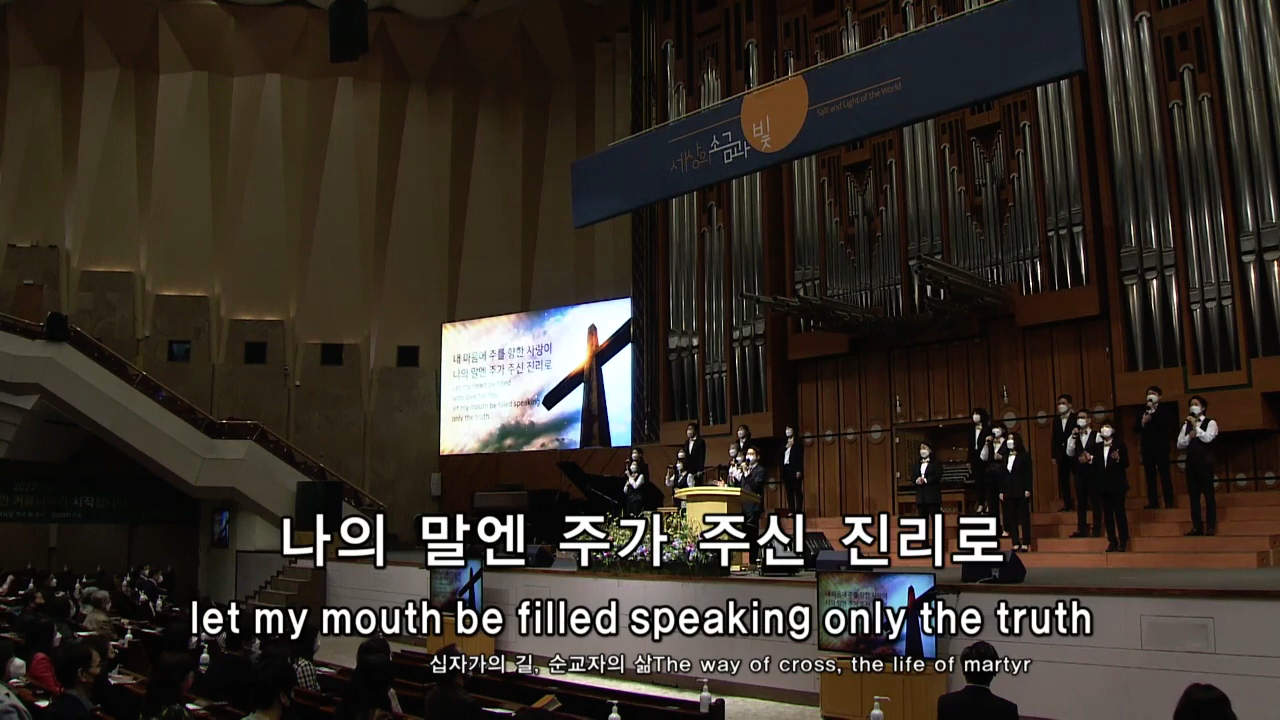 세상의 소금과 빛
Salt and Light of the World
내 마음에 주를 향한 사랑이
나의 말엔 주가 주신 진리로
Let my heart be filled
with love for You
let my mouth be filled speaking
only the truth
나의 말엔 주가 주신 진리로
let my mouth be filled speaking only the truth
십자가의 길, 순교자의 삶The way of cross, the life of martyr